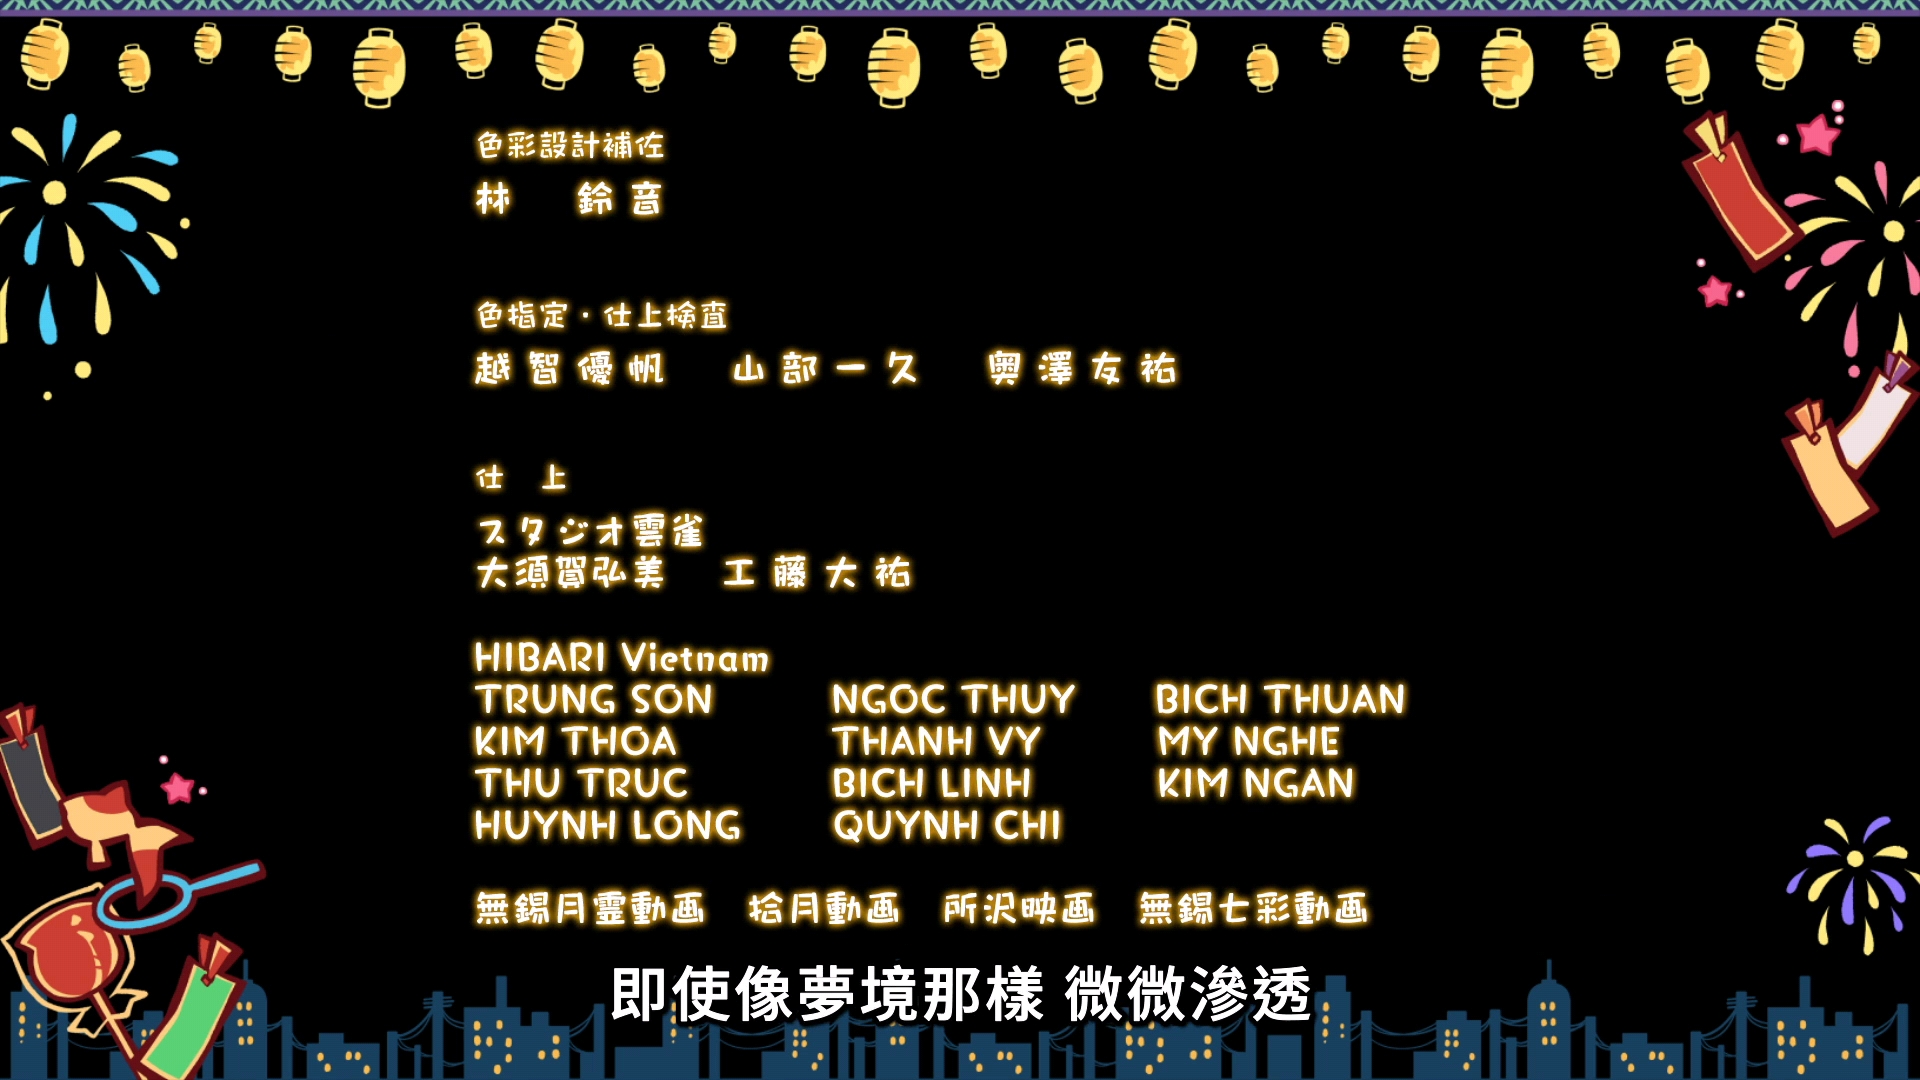 色彩設計補佐
林 鈴音
色指定・仕上検査
越智優帆 山部一久 奥澤友祐
仕 上
スタジオ雲雀
大須賀弘美 工藤大祐
HIBARI Vietnam
TRUNG SON NGOC THUY BICH THUAN
KIM THOA THANH VY MY NGHE
THU TRUC BICH LINH KIM NGAN
HUYNH LONG QUYNH CHI
無錫月霊動画 拾月動画 所沢映画 無錫七彩動画
即使像夢境那樣 微微滲透